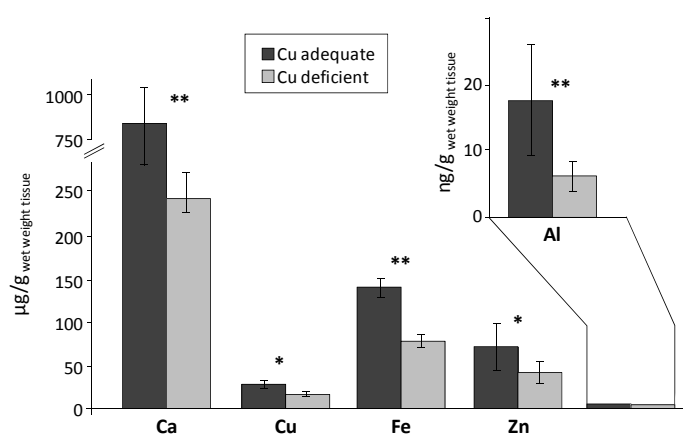 Cu adequate
Cu deficient
µg/g wet weight tissue
1000
750
250
200
150
100
50
0
**
*
**
*
Ca
Cu
Fe
Zn
ng/g wet weight tissue
20
10
0
**
Al